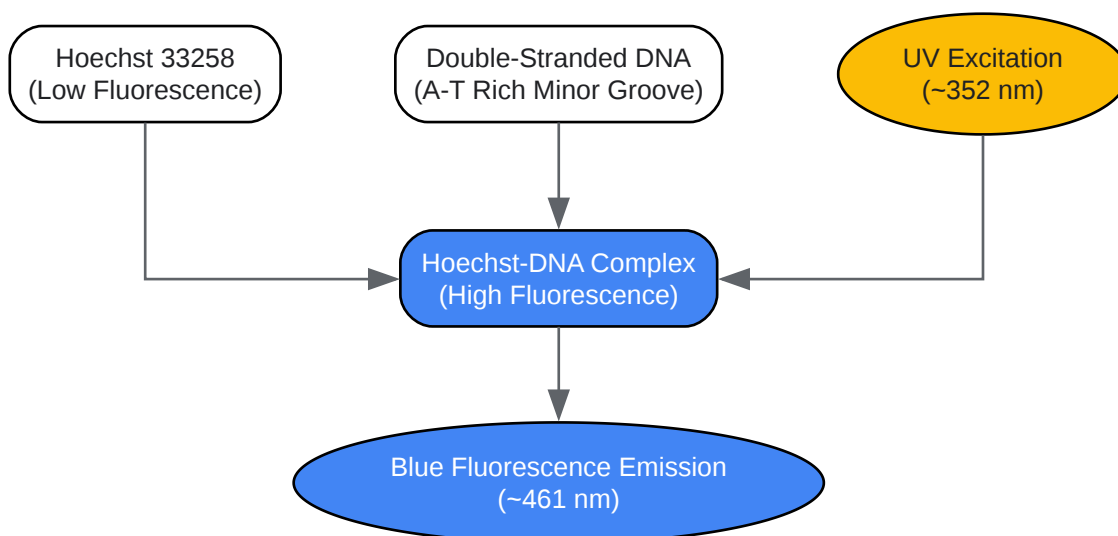 Hoechst 33258
(Low Fluorescence)
Double-Stranded DNA
(A-T Rich Minor Groove)
UV Excitation
(~352 nm)
Hoechst-DNA Complex
(High Fluorescence)
Blue Fluorescence Emission
(~461 nm)